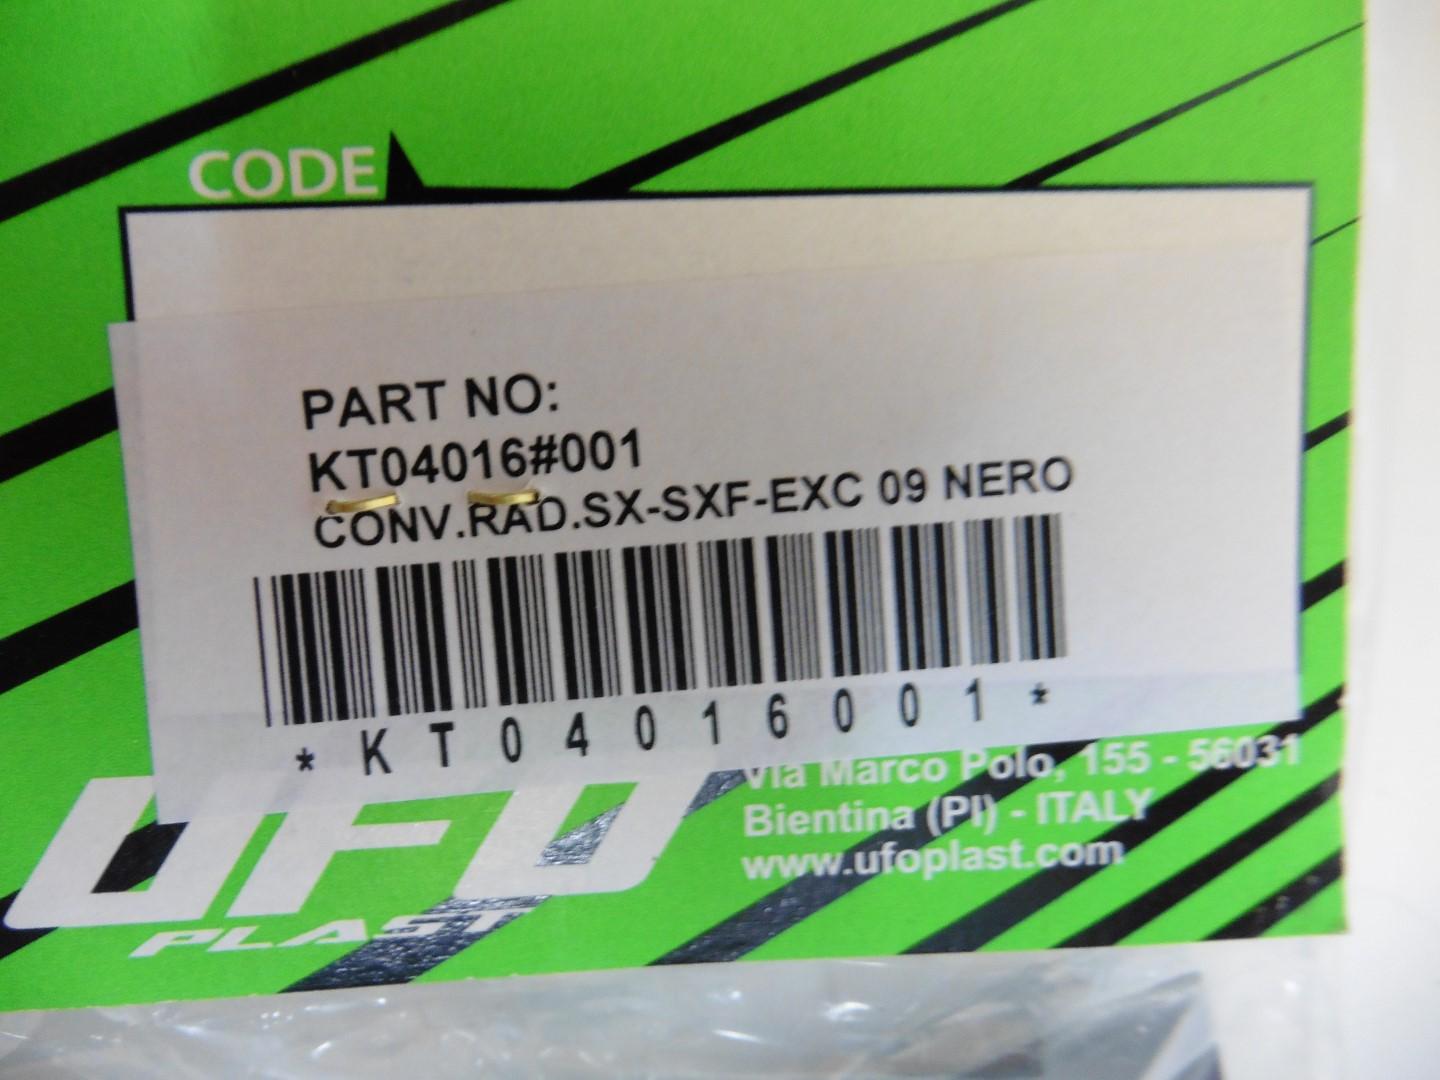 CODE
PART NO:
KT04016#001
CONV.RAD.SX-SXF-EXC 09 NERO
*KT04016001*
UFO
PLAST
Via Marco Polo, 155 - 56031
Bientina (PI) - ITALY
www.ufoplast.com